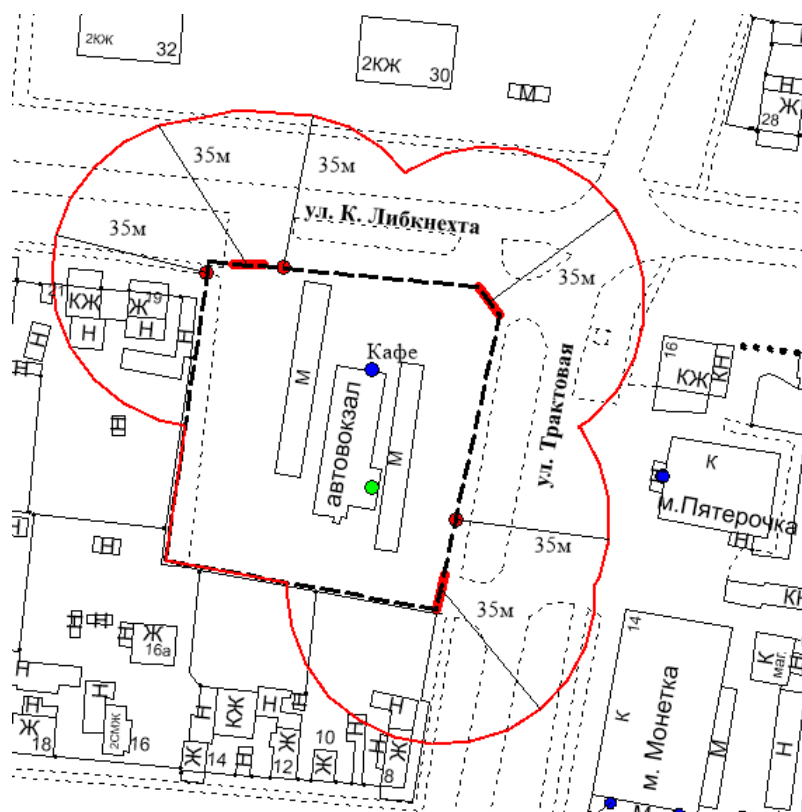 2КЖ
32
2КЖ
30
М
Н
Ж
28
35м
35м
35м
ул. К. Либкнехта
35м
21
КЖ
Н
19
Ж
Н
Н
Н
Н
Кафе
М
автовокзал
М
ул. Трактовая
16
КЖ
КН
К
Н
м.Пятерочка
Н
Н
Н
Н
35м
35м
Н
Н
Н
Ж
16а
Н
Н
Н
Ж
18
2СМЖ
16
Н
КЖ
Н
Н
Ж
14
Н
Ж
12
10
Ж
Н
Н
Н
Ж
8
14
К
м. Монетка
М
М
КН
К
маг.
Н
Н